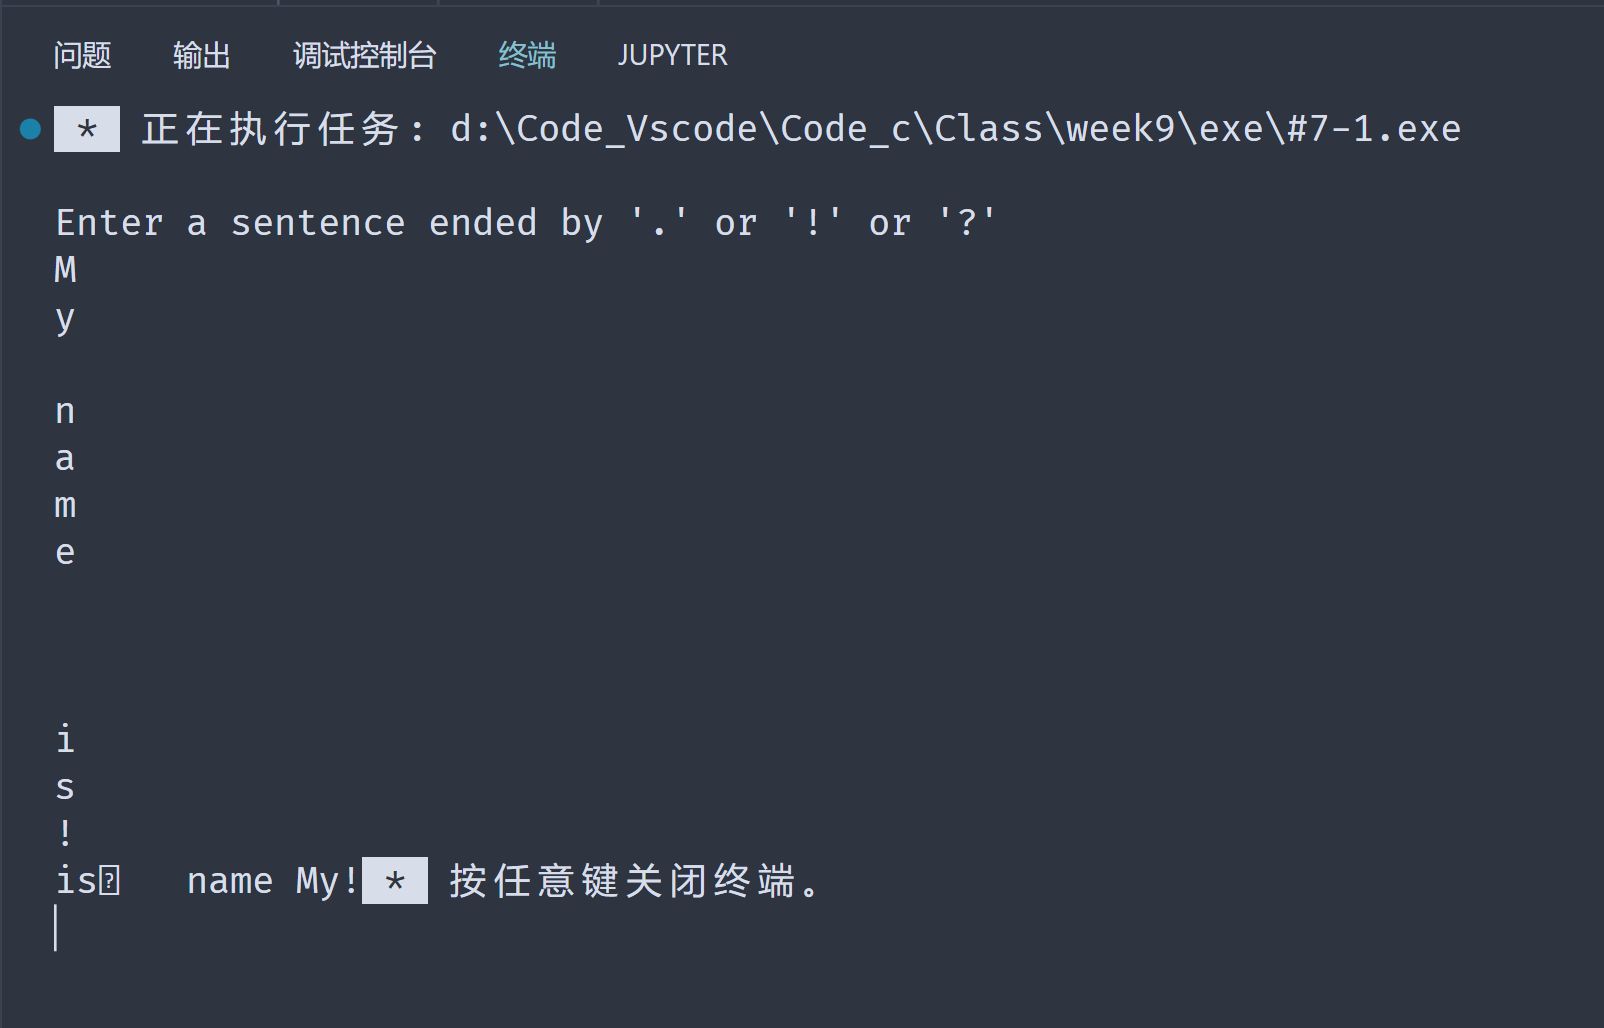 问题 输出 调试控制台 终端 JUPYTER
* 正在执行任务: d:\Code_Vscode\Code_c\Class\week9\exe\#7-1.exe
Enter a sentence ended by '.' or '!' or '?'
M
y
n
a
m
e
i
s
!
is⍰   name My! * 按任意键关闭终端。